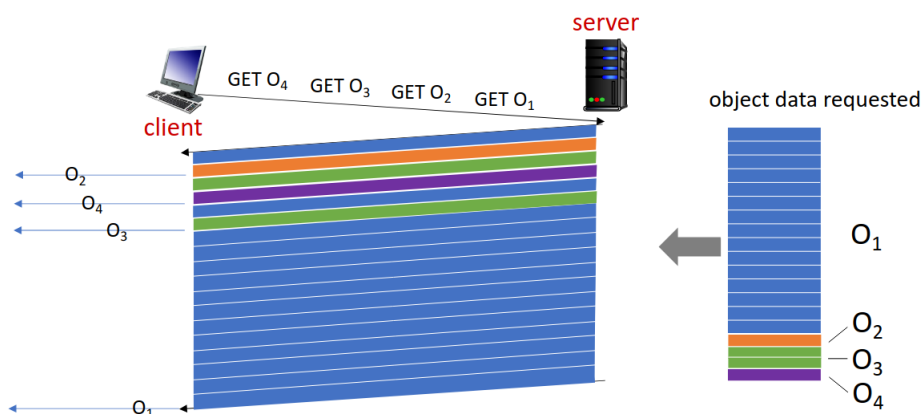 server
GET O₄ GET O₃ GET O₂ GET O₁
client
object data requested
O₂
O₄
O₃
O₁
O₁
O₂
O₃
O₄